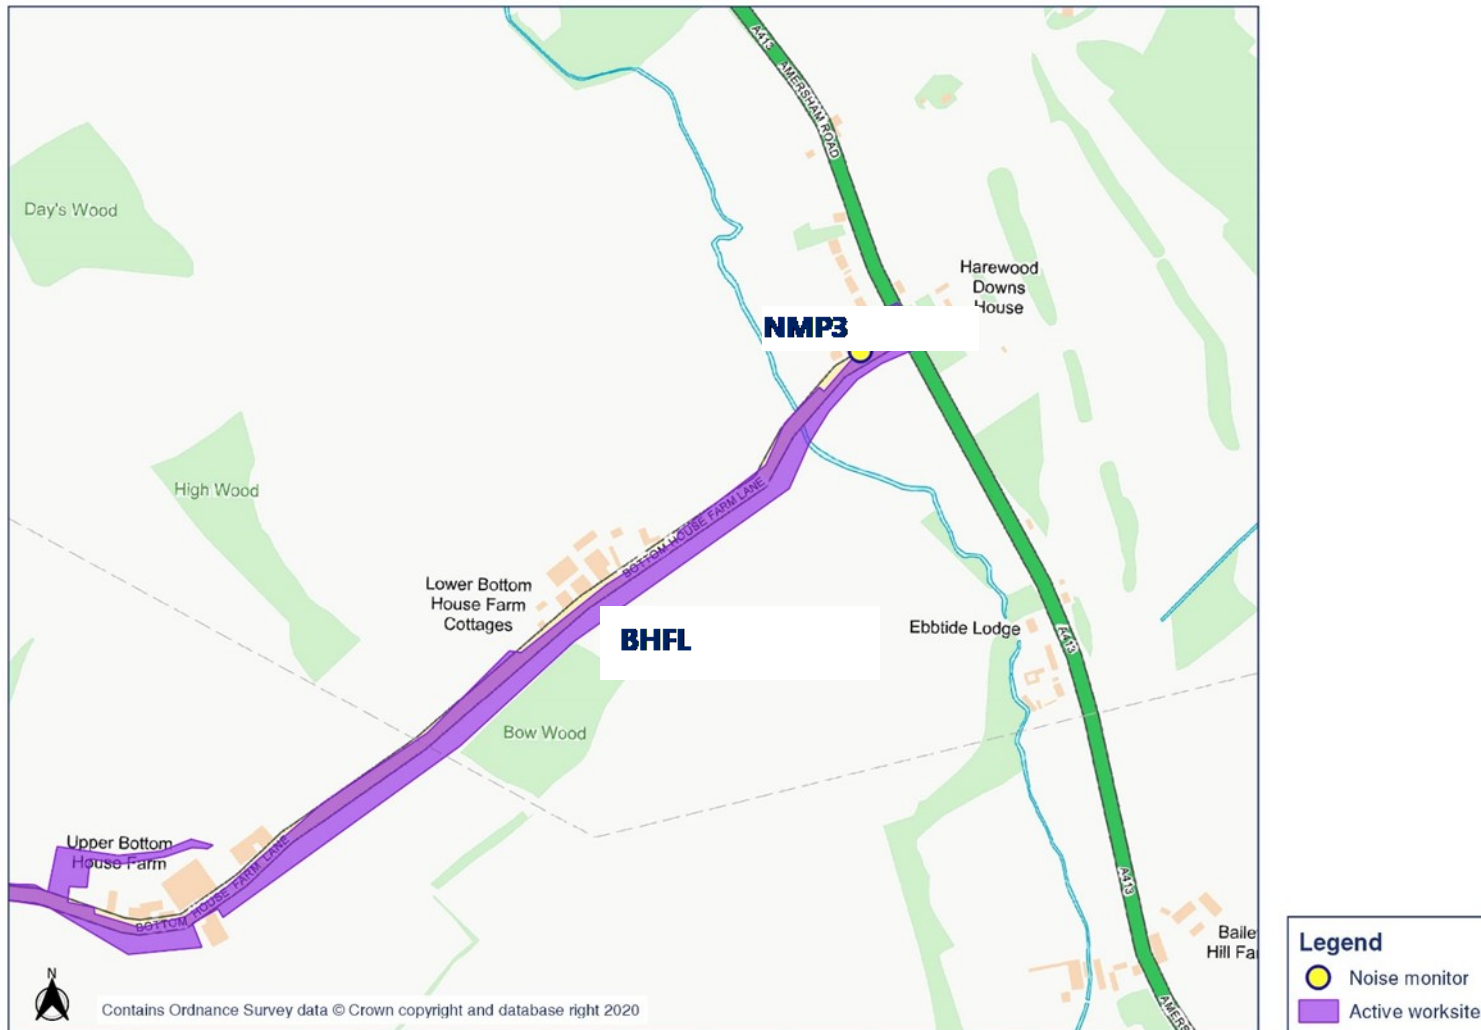 A413
AMERSHAM ROAD
Day's Wood
Harewood
Downs
House
NMP3
High Wood
BOTTOM HOUSE FARM LANE
Lower Bottom
House Farm
Cottages
BHFL
Ebbtide Lodge
A413
Bow Wood
Upper Bottom
House Farm
BOTTOM HOUSE FARM LANE
A413
Baile
Hill Fa
AMERS
N
Contains Ordnance Survey data © Crown copyright and database right 2020
Legend
Noise monitor
Active worksite